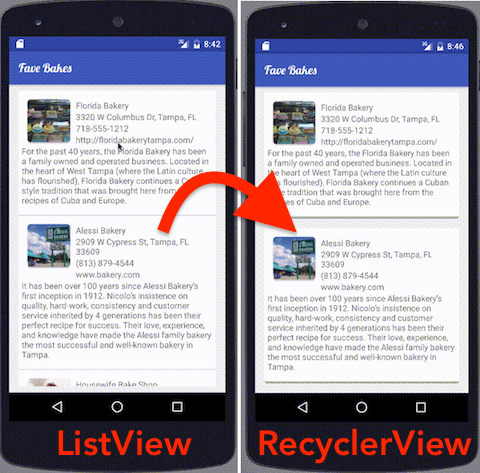 8:42
Fave Bakes
Florida Bakery
3320 W Columbus Dr, Tampa, FL
718-555-1212
http://floridabakerytampa.com/
For the past 40 years, the Florida Bakery has been
a family owned and operated business. Located in
the heart of West Tampa (where the Latin culture
has flourished), Florida Bakery continues a Cuban
style tradition that was brought here from the
recipes of Cuba and Europe.
Alessi Bakery
2909 W Cypress St, Tampa, FL
33609
(813) 879-4544
www.bakery.com
It has been over 100 years since Alessi Bakery's
first inception in 1912. Nicolo's insistence on
quality, hard-work, consistency and customer
service inherited by 4 generations has been their
perfect recipe for success. Their love, experience,
and knowledge have made the Alessi family bakery
the most successful and well-known bakery in
Tampa.
Housewife Bake Shop
ListView
8:46
Fave Bakes
Florida Bakery
3320 W Columbus Dr, Tampa, FL
718-555-1212
http://floridabakerytampa.com/
For the past 40 years, the Florida Bakery has been
a family owned and operated business. Located in
the heart of West Tampa (where the Latin culture
has flourished), Florida Bakery continues a Cuban
style tradition that was brought here from the
recipes of Cuba and Europe.
Alessi Bakery
2909 W Cypress St, Tampa, FL
33609
(813) 879-4544
www.bakery.com
It has been over 100 years since Alessi Bakery's
first inception in 1912. Nicolo's insistence on
quality, hard-work, consistency and customer
service inherited by 4 generations has been their
perfect recipe for success. Their love, experience,
and knowledge have made the Alessi family bakery
the most successful and well-known bakery in
Tampa.
RecyclerView